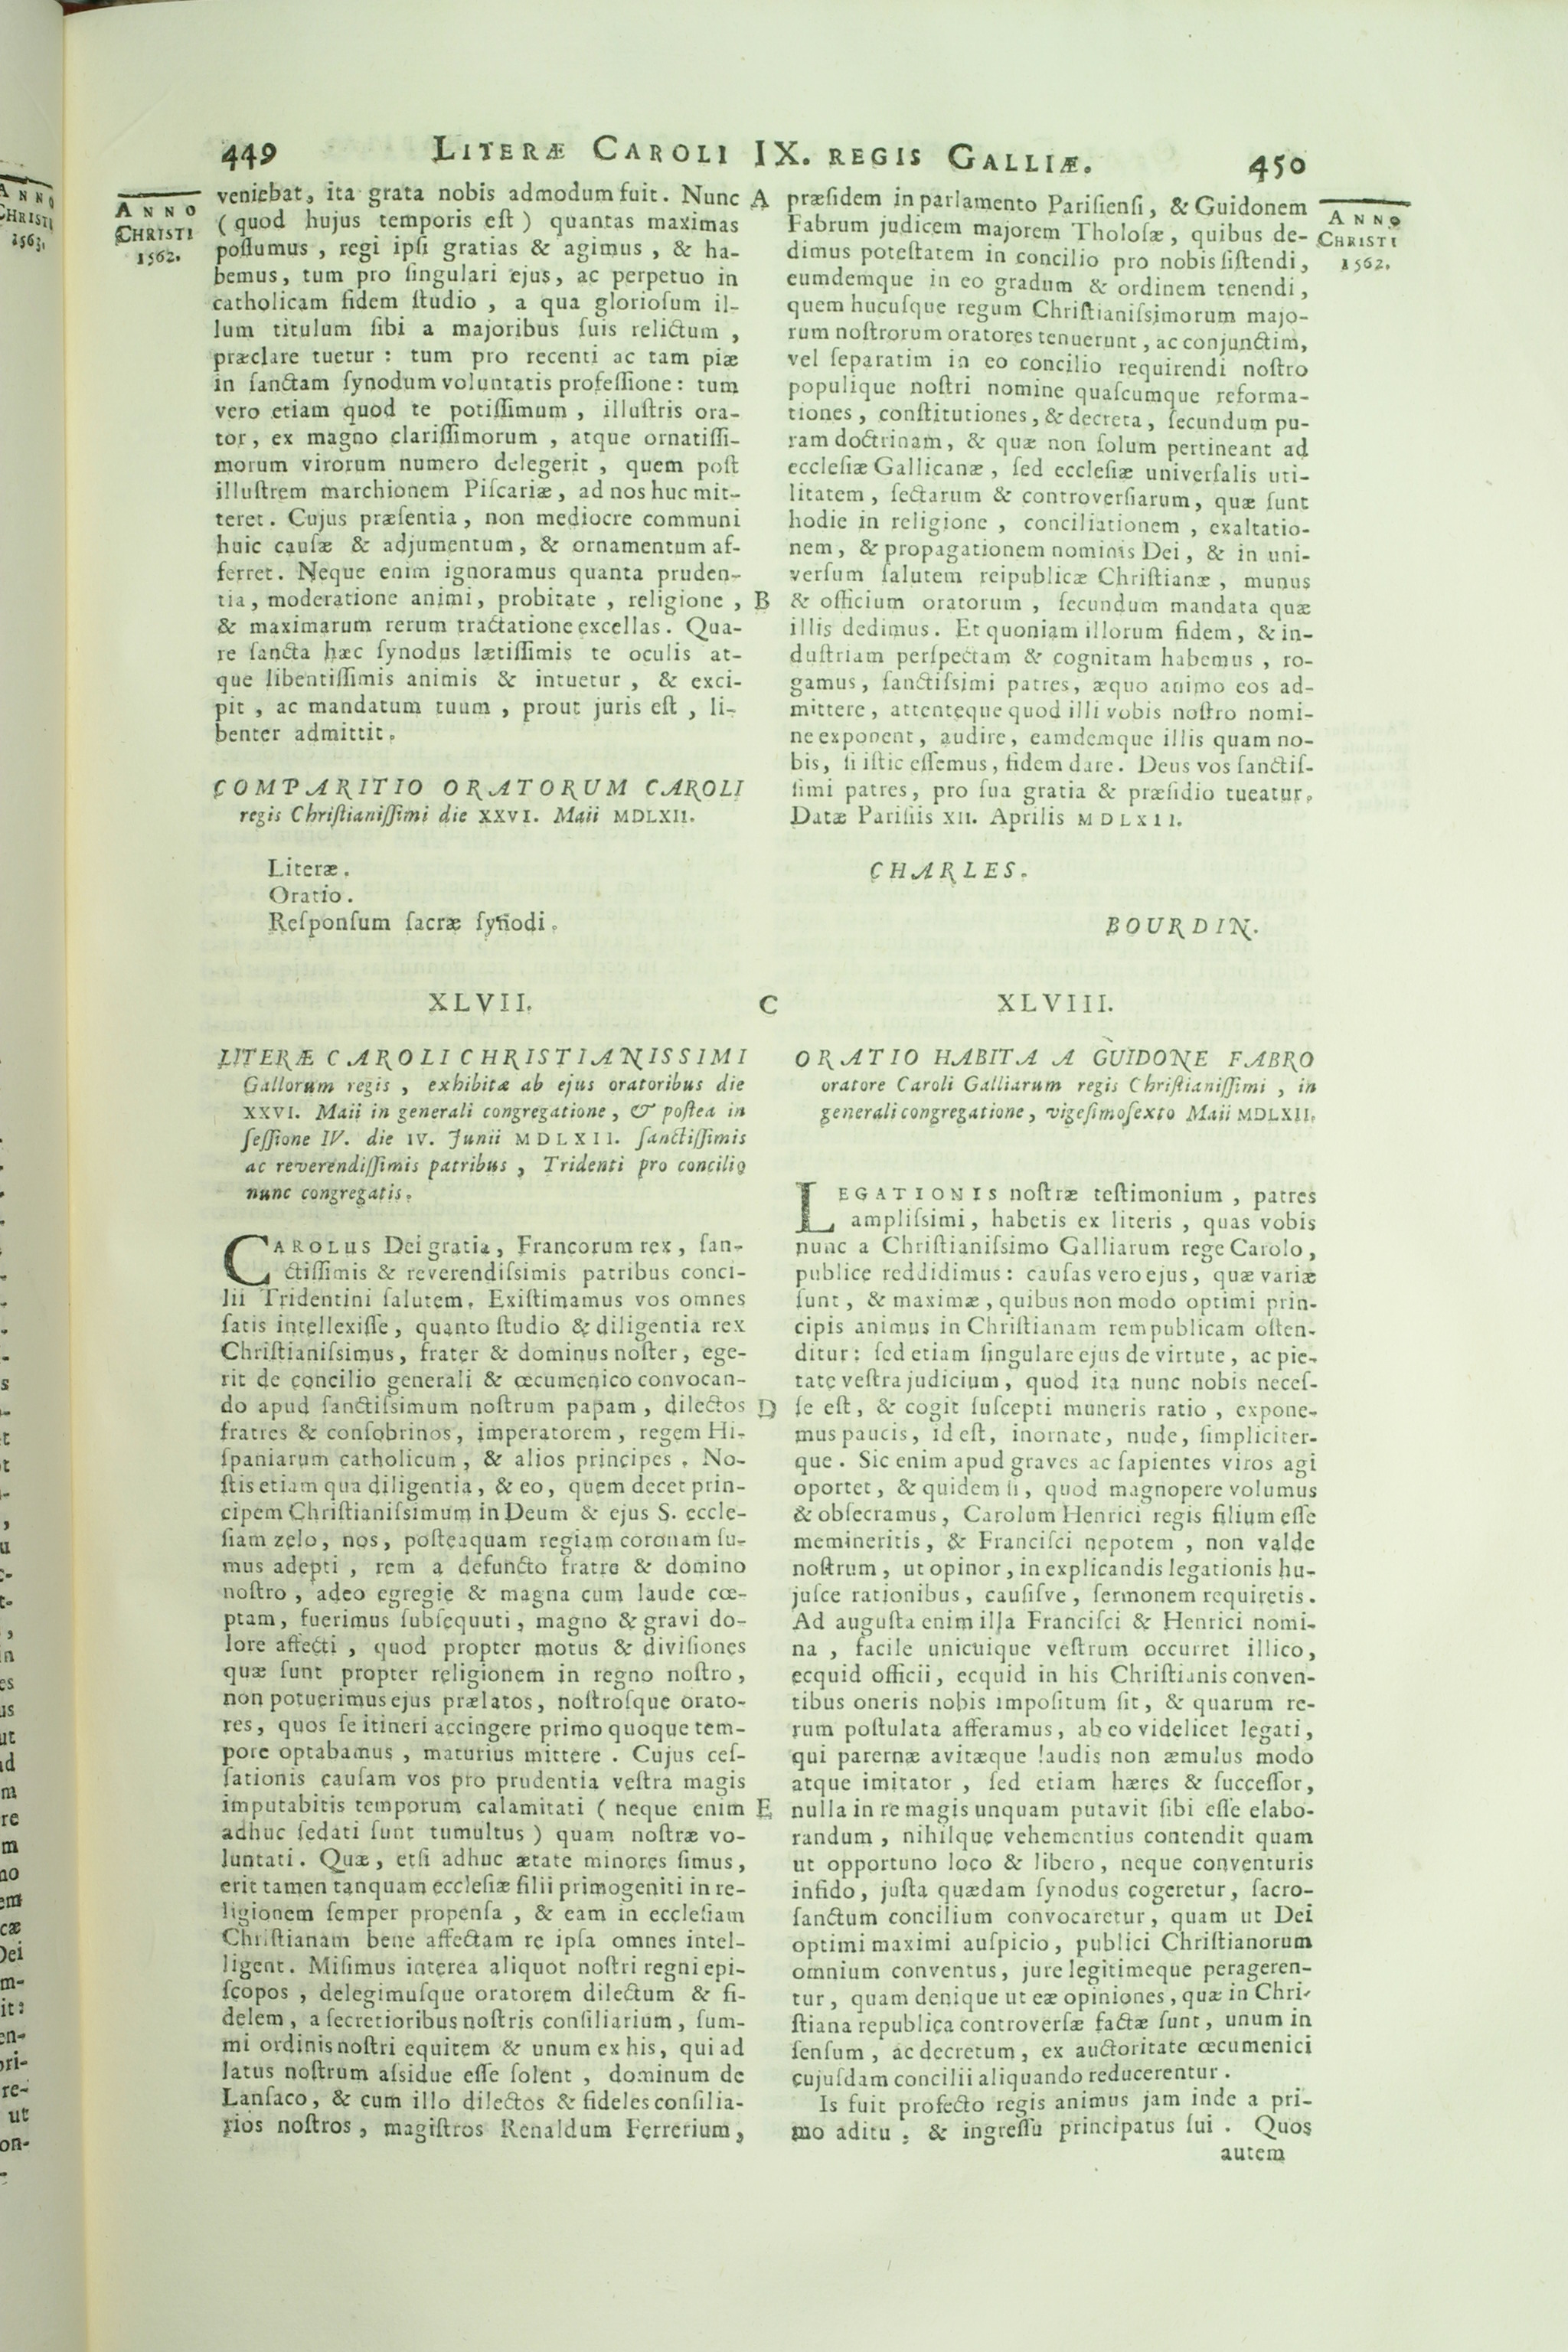 449 LITERÆ CAROLI IX. REGIS GALLIÆ. 450
ANNO
CHRISTI
1562.
veniebat, ita grata nobis admodum fuit. Nunc
(quod hujus temporis eſt) quantas maximas
poſſumus, regi ipſi gratias & agimus, & ha-
bemus, tum pro ſingulari ejus, ac perpetuo in
catholicam fidem ſtudio, a qua glorioſum il-
lum titulum ſibi a majoribus ſuis relictum,
præclare tuetur: tum pro recenti ac tam piæ
in ſanctam ſynodum voluntatis profeſſione: tum
vero etiam quod te potiſſimum, illuſtris ora-
tor, ex magno clariſſimorum, atque ornatiſſi-
morum virorum numero delegerit, quem poſt
illuſtrem marchionem Piſcariæ, ad nos huc mit-
teret. Cujus præſentia, non mediocre communi
huic cauſæ & adjumentum, & ornamentum af-
ferret. Neque enim ignoramus quanta pruden-
tia, moderatione animi, probitate, religione,
& maximarum rerum tractatione excellas. Qua-
re ſancta hæc ſynodus lætiſſimis te oculis at-
que libentiſſimis animis & intuetur, & exci-
pit, ac mandatum tuum, prout juris eſt, li-
benter admittit.
COMPARITIO ORATORUM CAROLI
regis Chriſtianiſſimi die XXVI. Maii MDLXII.
Literæ.
Oratio.
Reſponſum ſacræ ſynodi.
XLVII.
LITERÆ CAROLI CHRISTIANISSIMI
Gallorum regis, exhibitæ ab ejus oratoribus die
XXVI. Maii in generali congregatione, & poſtea in
ſeſſione IV. die IV. Junii MDLXII. ſanctiſſimis
ac reverendiſſimis patribus, Tridenti pro concilio
nunc congregatis.
CAROLUS Dei gratia, Francorum rex, ſan-
ctiſſimis & reverendiſsimis patribus conci-
lii Tridentini ſalutem. Exiſtimamus vos omnes
ſatis intellexiſſe, quanto ſtudio & diligentia rex
Chriſtianiſsimus, frater & dominus noſter, ege-
rit de concilio generali & œcumenico convocan-
do apud ſanctiſsimum noſtrum papam, dilectos
fratres & conſobrinos, imperatorem, regem Hi-
ſpaniarum catholicum, & alios principes. No-
ſtis etiam qua diligentia, & eo, quem decet prin-
cipem Chriſtianiſsimum in Deum & ejus S. eccle-
ſiam zelo, nos, poſteaquam regiam coronam ſu-
mus adepti, rem a defuncto fratre & domino
noſtro, adeo egregie & magna cum laude cœ-
ptam, fuerimus ſubſequuti, magno & gravi do-
lore affecti, quod propter motus & diviſiones
quæ ſunt propter religionem in regno noſtro,
non potuerimus ejus prælatos, noſtroſque orato-
res, quos ſe itineri accingere primo quoque tem-
pore optabamus, maturius mittere. Cujus ceſ-
ſationis cauſam vos pro prudentia veſtra magis
imputabitis temporum calamitati (neque enim
adhuc ſedati ſunt tumultus) quam noſtræ vo-
luntati. Quæ, etſi adhuc ætate minores ſimus,
erit tamen tanquam eccleſiæ filii primogeniti in re-
ligionem ſemper propenſa, & eam in eccleſiam
Chriſtianam bene affectam re ipſa omnes intel-
ligent. Miſimus interea aliquot noſtri regni epi-
ſcopos, delegimuſque oratorem dilectum & fi-
delem, a ſecretioribus noſtris conſiliarium, ſum-
mi ordinis noſtri equitem & unum ex his, qui ad
latus noſtrum aſsidue eſſe ſolent, dominum de
Lanſaco, & cum illo dilectos & fideles conſilia-
rios noſtros, magiſtros Renaldum Ferrerium,
A
B
C
D
E
ANNO
CHRISTI
1562.
præſidem in parlamento Pariſienſi, & Guidonem
Fabrum judicem majorem Tholoſæ, quibus de-
dimus poteſtatem in concilio pro nobis ſiſtendi,
eumdemque in eo gradum & ordinem tenendi,
quem hucuſque regum Chriſtianiſsimorum majo-
rum noſtrorum oratores tenuerunt, ac conjunctim,
vel ſeparatim in eo concilio requirendi noſtro
populique noſtri nomine quaſcumque reforma-
tiones, conſtitutiones, & decreta, ſecundum pu-
ram doctrinam, & quæ non ſolum pertineant ad
eccleſiæ Gallicanæ, ſed eccleſiæ univerſalis uti-
litatem, ſectarum & controverſiarum, quæ ſunt
hodie in religione, conciliationem, exaltatio-
nem, & propagationem nominis Dei, & in uni-
verſum ſalutem reipublicæ Chriſtianæ, munus
& officium oratorum, ſecundum mandata quæ
illis dedimus. Et quoniam illorum fidem, & in-
duſtriam perſpectam & cognitam habemus, ro-
gamus, ſanctiſsimi patres, æquo animo eos ad-
mittere, attenteque quod illi vobis noſtro nomi-
ne exponent, audire, eamdemque illis quam no-
bis, ſi iſtic eſſemus, fidem dare. Deus vos ſanctiſ-
ſimi patres, pro ſua gratia & præſidio tueatur.
Datæ Pariſiis XII. Aprilis MDLXII.
CHARLES.
BOURDIN.
XLVIII.
ORATIO HABITA A GUIDONE FABRO
oratore Caroli Galliarum regis Chriſtianiſſimi, in
generali congregatione, vigeſimoſexto Maii MDLXII.
LEGATIONIS noſtræ teſtimonium, patres
ampliſsimi, habetis ex literis, quas vobis
nunc a Chriſtianiſsimo Galliarum rege Carolo,
publice reddidimus: cauſas vero ejus, quæ variæ
ſunt, & maximæ, quibus non modo optimi prin-
cipis animus in Chriſtianam rempublicam oſten-
ditur: ſed etiam ſingulare ejus de virtute, ac pie-
tate veſtra judicium, quod ita nunc nobis neceſ-
ſe eſt, & cogit ſuſcepti muneris ratio, expone-
mus paucis, id eſt, inornate, nude, ſimpliciter-
que. Sic enim apud graves ac ſapientes viros agi
oportet, & quidem ſi, quod magnopere volumus
& obſecramus, Carolum Henrici regis filium eſſe
memineritis, & Franciſci nepotem, non valde
noſtrum, ut opinor, in explicandis legationis hu-
juſce rationibus, cauſiſve, ſermonem requiretis.
Ad auguſta enim illa Franciſci & Henrici nomi-
na, facile unicuique veſtrum occurret illico,
ecquid officii, ecquid in his Chriſtianis conven-
tibus oneris nobis impoſitum ſit, & quarum re-
rum poſtulata afferamus, ab eo videlicet legati,
qui parernæ avitæque laudis non æmulus modo
atque imitator, ſed etiam hæres & ſucceſſor,
nulla in re magis unquam putavit ſibi eſſe elabo-
randum, nihilque vehementius contendit quam
ut opportuno loco & libero, neque conventuris
infido, juſta quædam ſynodus cogeretur, ſacro-
ſanctum concilium convocaretur, quam ut Dei
optimi maximi auſpicio, publici Chriſtianorum
omnium conventus, jure legitimeque perageren-
tur, quam denique ut eæ opiniones, quæ in Chri-
ſtiana republica controverſæ factæ ſunt, unum in
ſenſum, ac decretum, ex auctoritate œcumenici
cujuſdam concilii aliquando reducerentur.
Is fuit profecto regis animus jam inde a pri-
mo aditu, & ingreſſu principatus ſui. Quos
autem